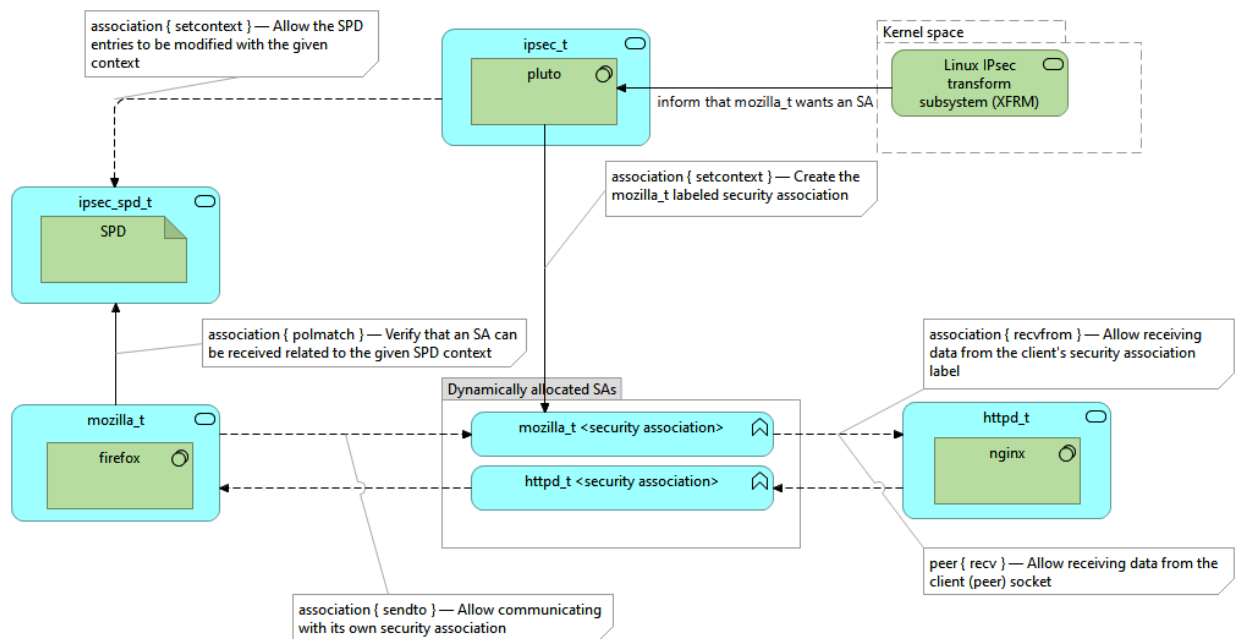 association { setcontext } — Allow the SPD
entries to be modified with the given
context
ipsec_t
pluto
Kernel space
Linux IPsec
transform
subsystem (XFRM)
inform that mozilla_t wants an SA
association { setcontext } — Create the
mozilla_t labeled security association
ipsec_spd_t
SPD
association { polmatch } — Verify that an SA can
be received related to the given SPD context
association { recvfrom } — Allow receiving
data from the client's security association
label
Dynamically allocated SAs
mozilla_t
firefox
mozilla_t <security association>
httpd_t <security association>
httpd_t
nginx
peer { recv } — Allow receiving data from the
client (peer) socket
association { sendto } — Allow communicating
with its own security association